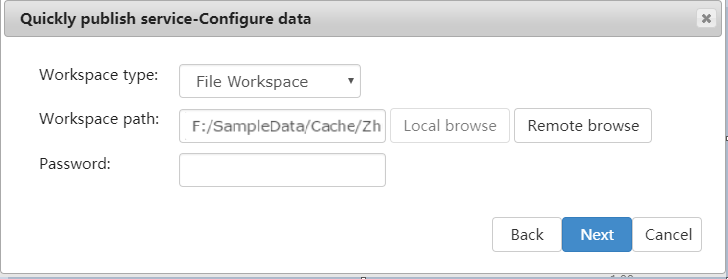 Quickly publish service-Configure data
Workspace type: File Workspace
Workspace path: F:/SampleData/Cache/Zh Local browse Remote browse
Password:
Back Next Cancel